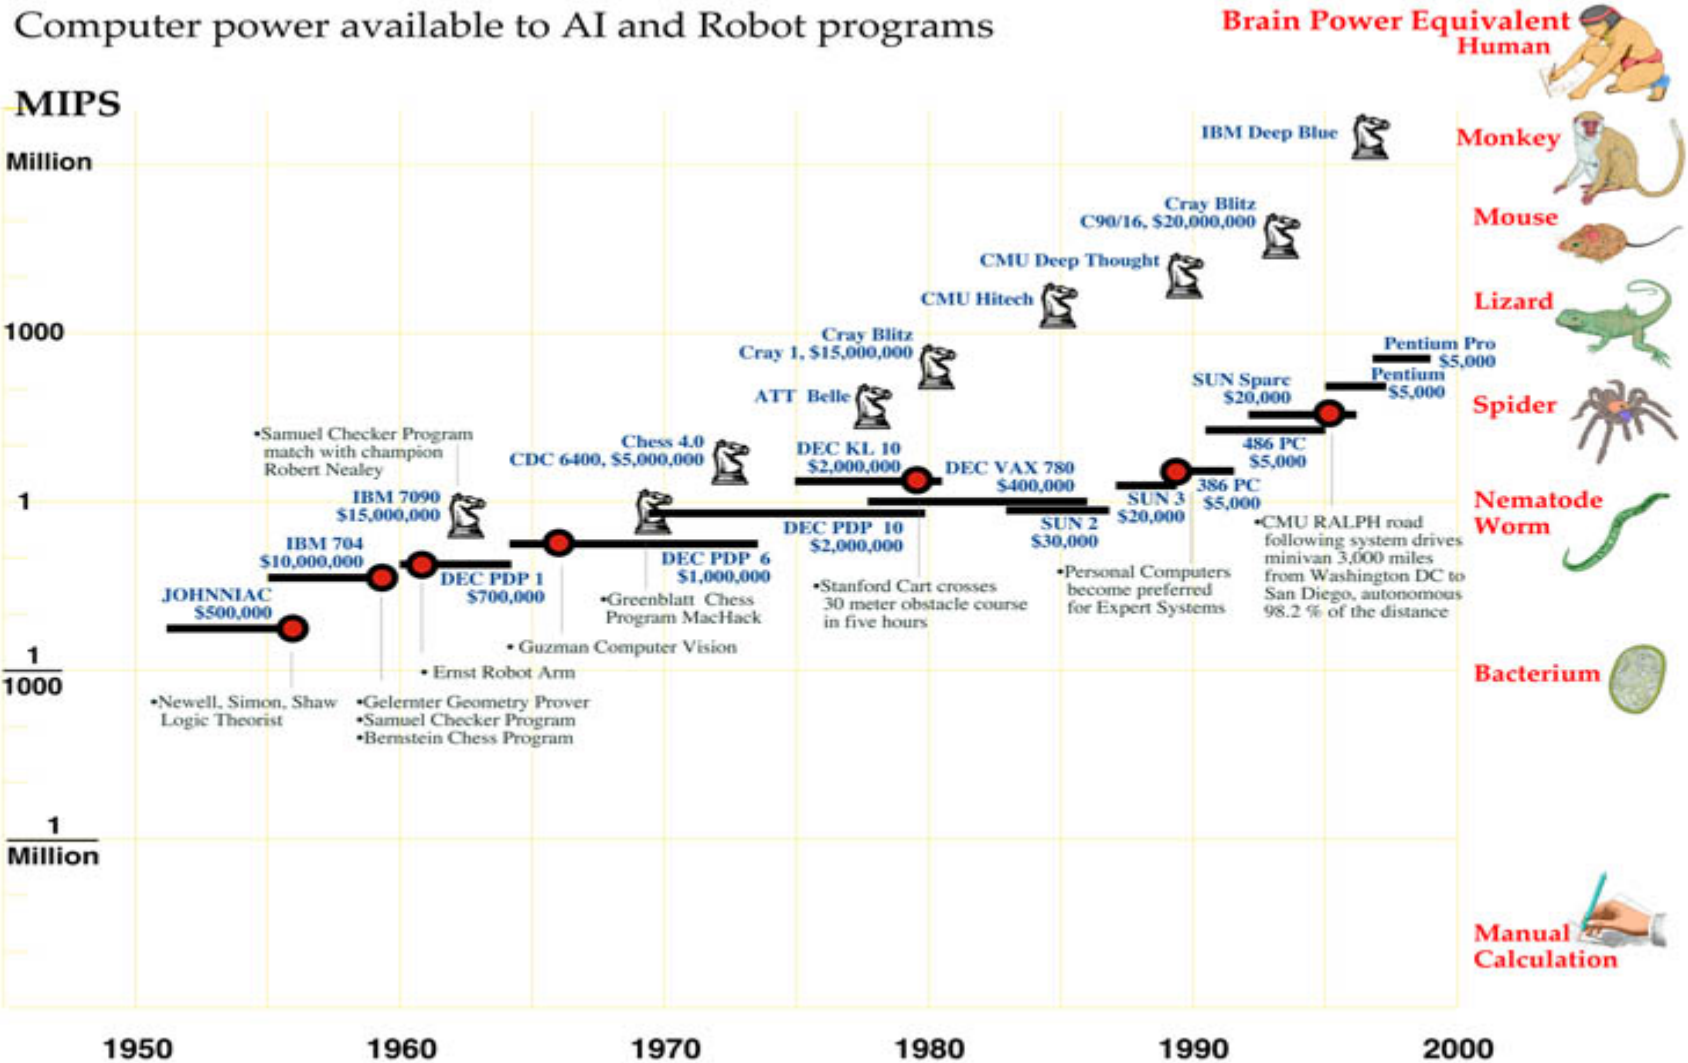 Computer power available to AI and Robot programs
Brain Power Equivalent
Human
MIPS
Million
1000
1
1
1000
1
Million
IBM Deep Blue
Monkey
Cray Blitz
C90/16, $20,000,000
Mouse
CMU Deep Thought
CMU Hitech
Lizard
Cray Blitz
Cray 1, $15,000,000
Pentium Pro
$5,000
Pentium
$5,000
SUN Sparc
$20,000
ATT Belle
Spider
•Samuel Checker Program
match with champion
Robert Nealey
Chess 4.0
CDC 6400, $5,000,000
DEC KL 10
$2,000,000
486 PC
$5,000
DEC VAX 780
$400,000
IBM 7090
$15,000,000
386 PC
$5,000
SUN 3
$20,000
Nematode
Worm
DEC PDP 10
$2,000,000
SUN 2
$30,000
•CMU RALPH road
following system drives
minivan 3,000 miles
from Washington DC to
San Diego, autonomous
98.2 % of the distance
IBM 704
$10,000,000
DEC PDP 6
$1,000,000
DEC PDP 1
$700,000
JOHNNIAC
$500,000
•Greenblatt Chess
Program MacHack
•Stanford Cart crosses
30 meter obstacle course
in five hours
•Personal Computers
become preferred
for Expert Systems
• Guzman Computer Vision
• Ernst Robot Arm
Bacterium
•Newell, Simon, Shaw
Logic Theorist
•Gelernter Geometry Prover
•Samuel Checker Program
•Bernstein Chess Program
Manual
Calculation
1950
1960
1970
1980
1990
2000